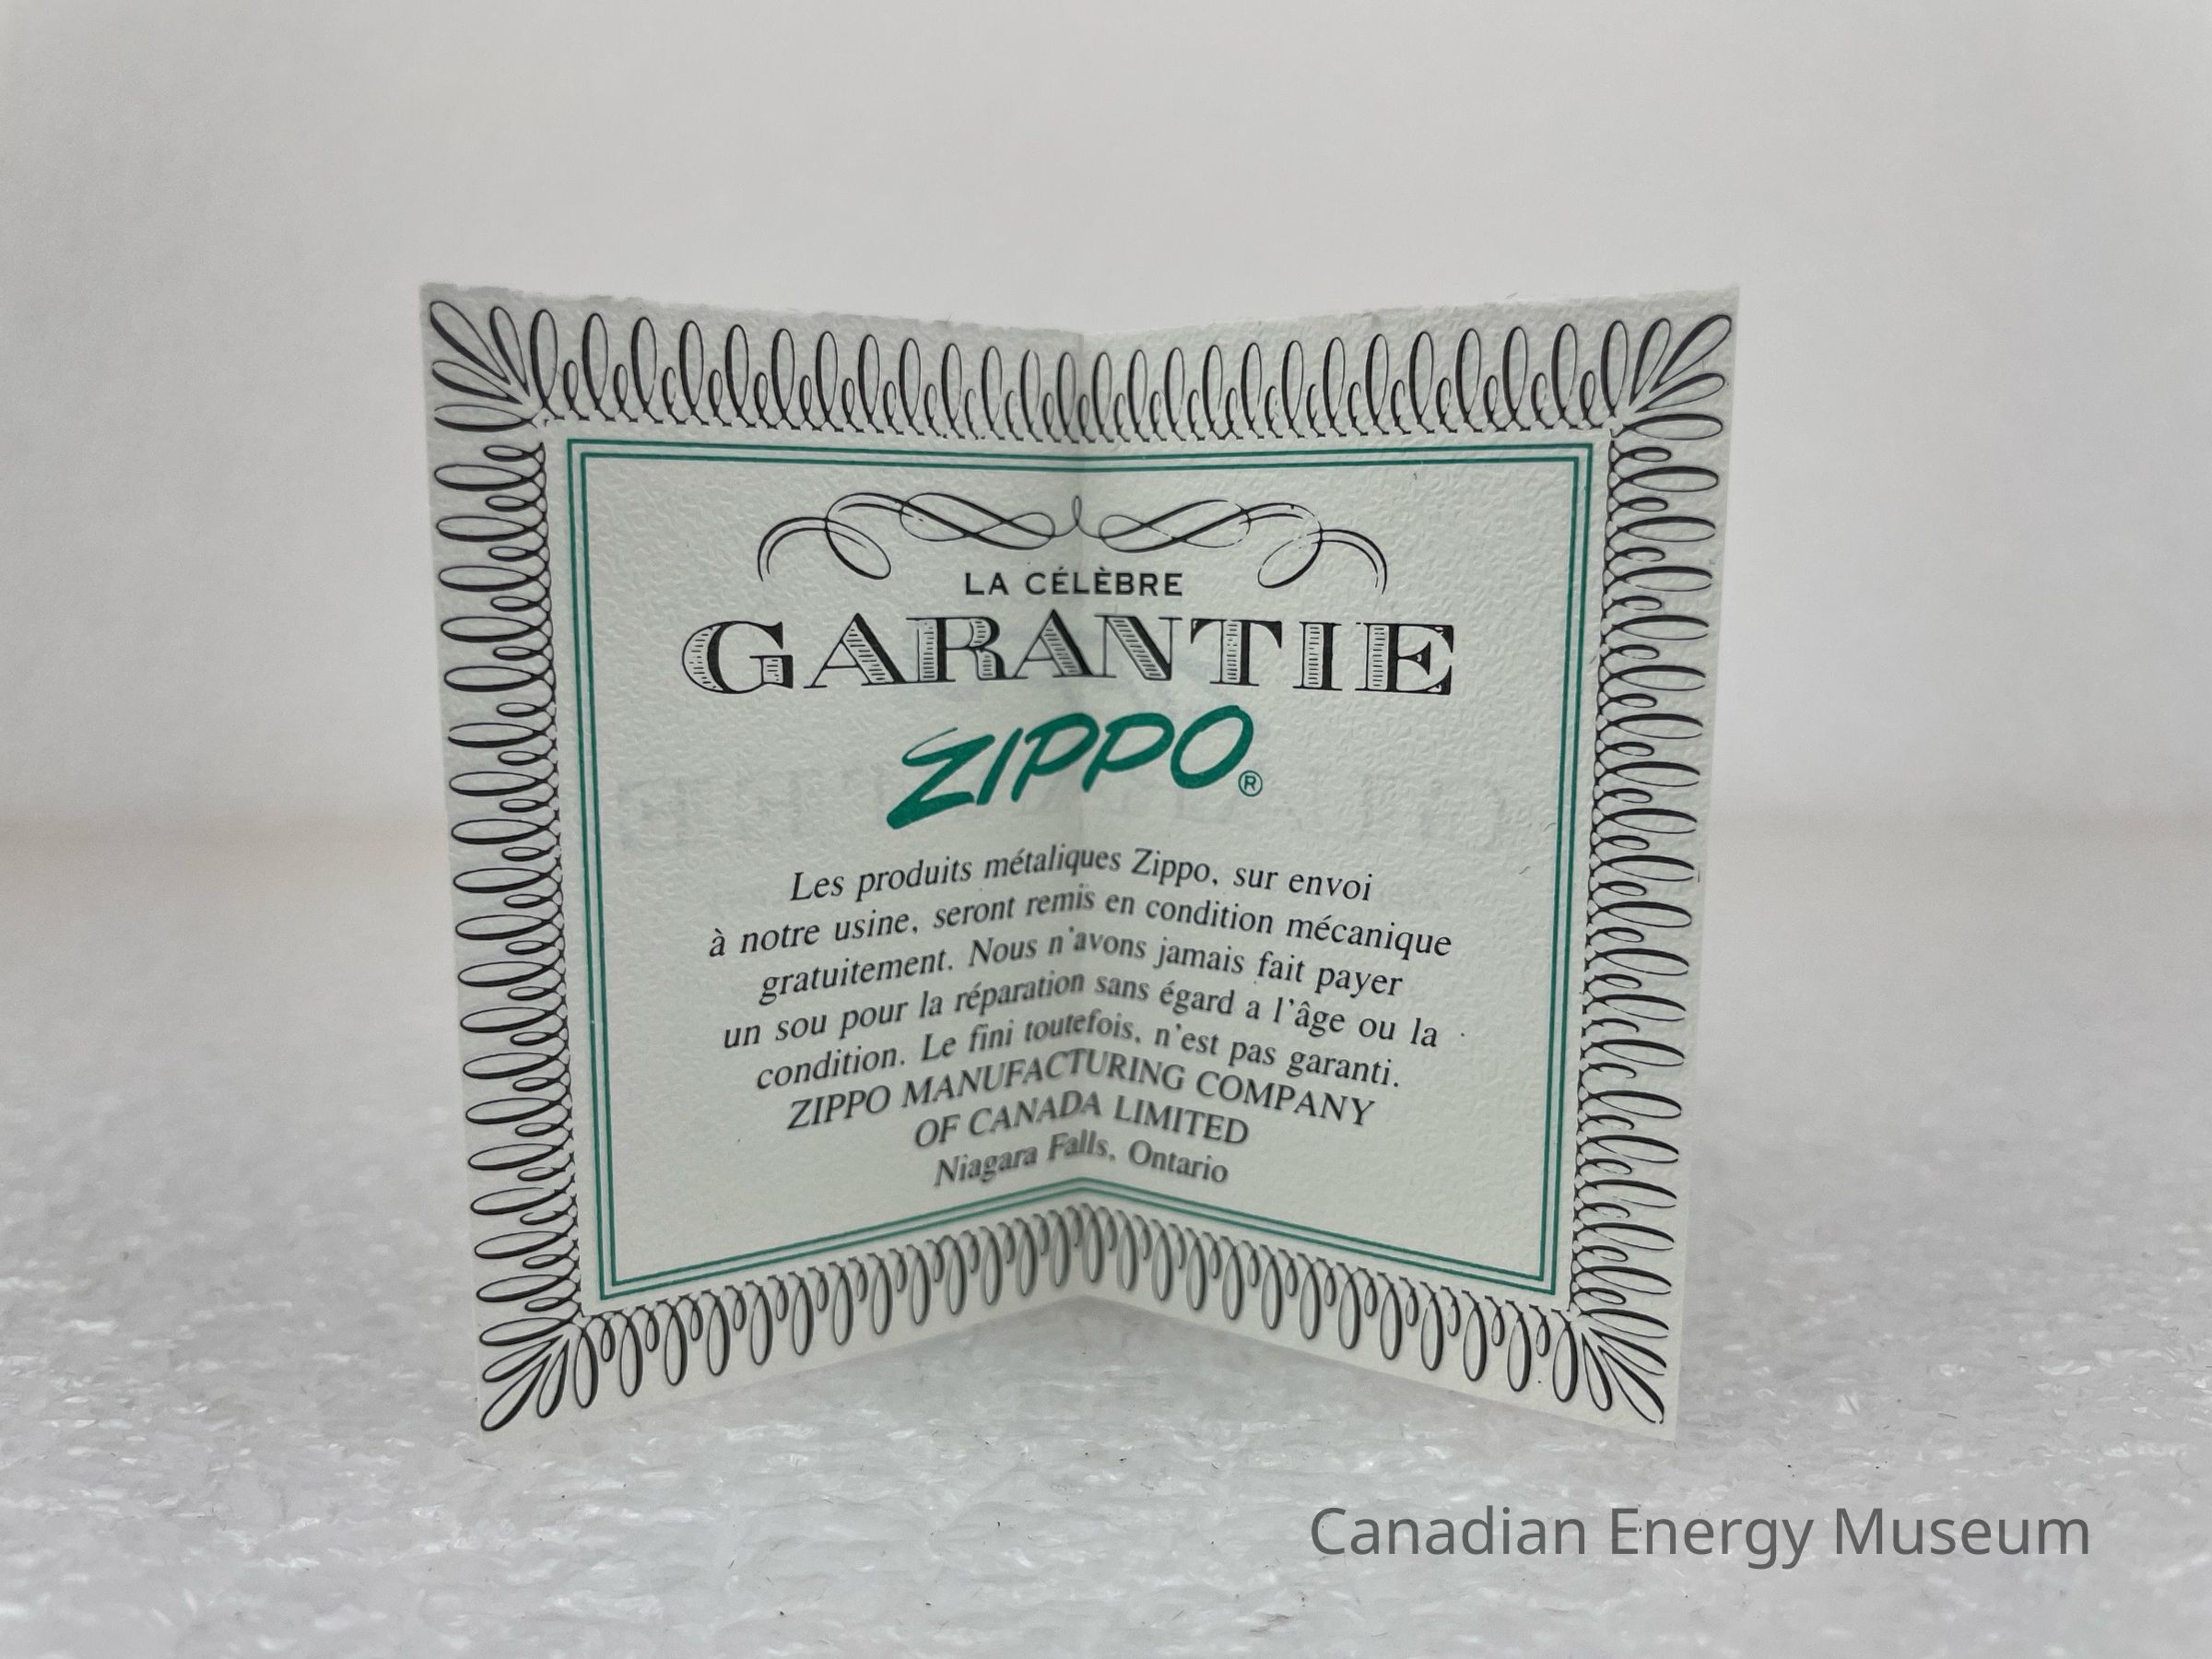 LA CÉLÈBRE
GARANTIE
ZIPPO®
Les produits métaliques Zippo, sur envoi
à notre usine, seront remis en condition mécanique
gratuitement. Nous n'avons jamais fait payer
un sou pour la réparation sans égard a l'âge ou la
condition. Le fini toutefois, n'est pas garanti.
ZIPPO MANUFACTURING COMPANY
OF CANADA LIMITED
Niagara Falls, Ontario
Canadian Energy Museum